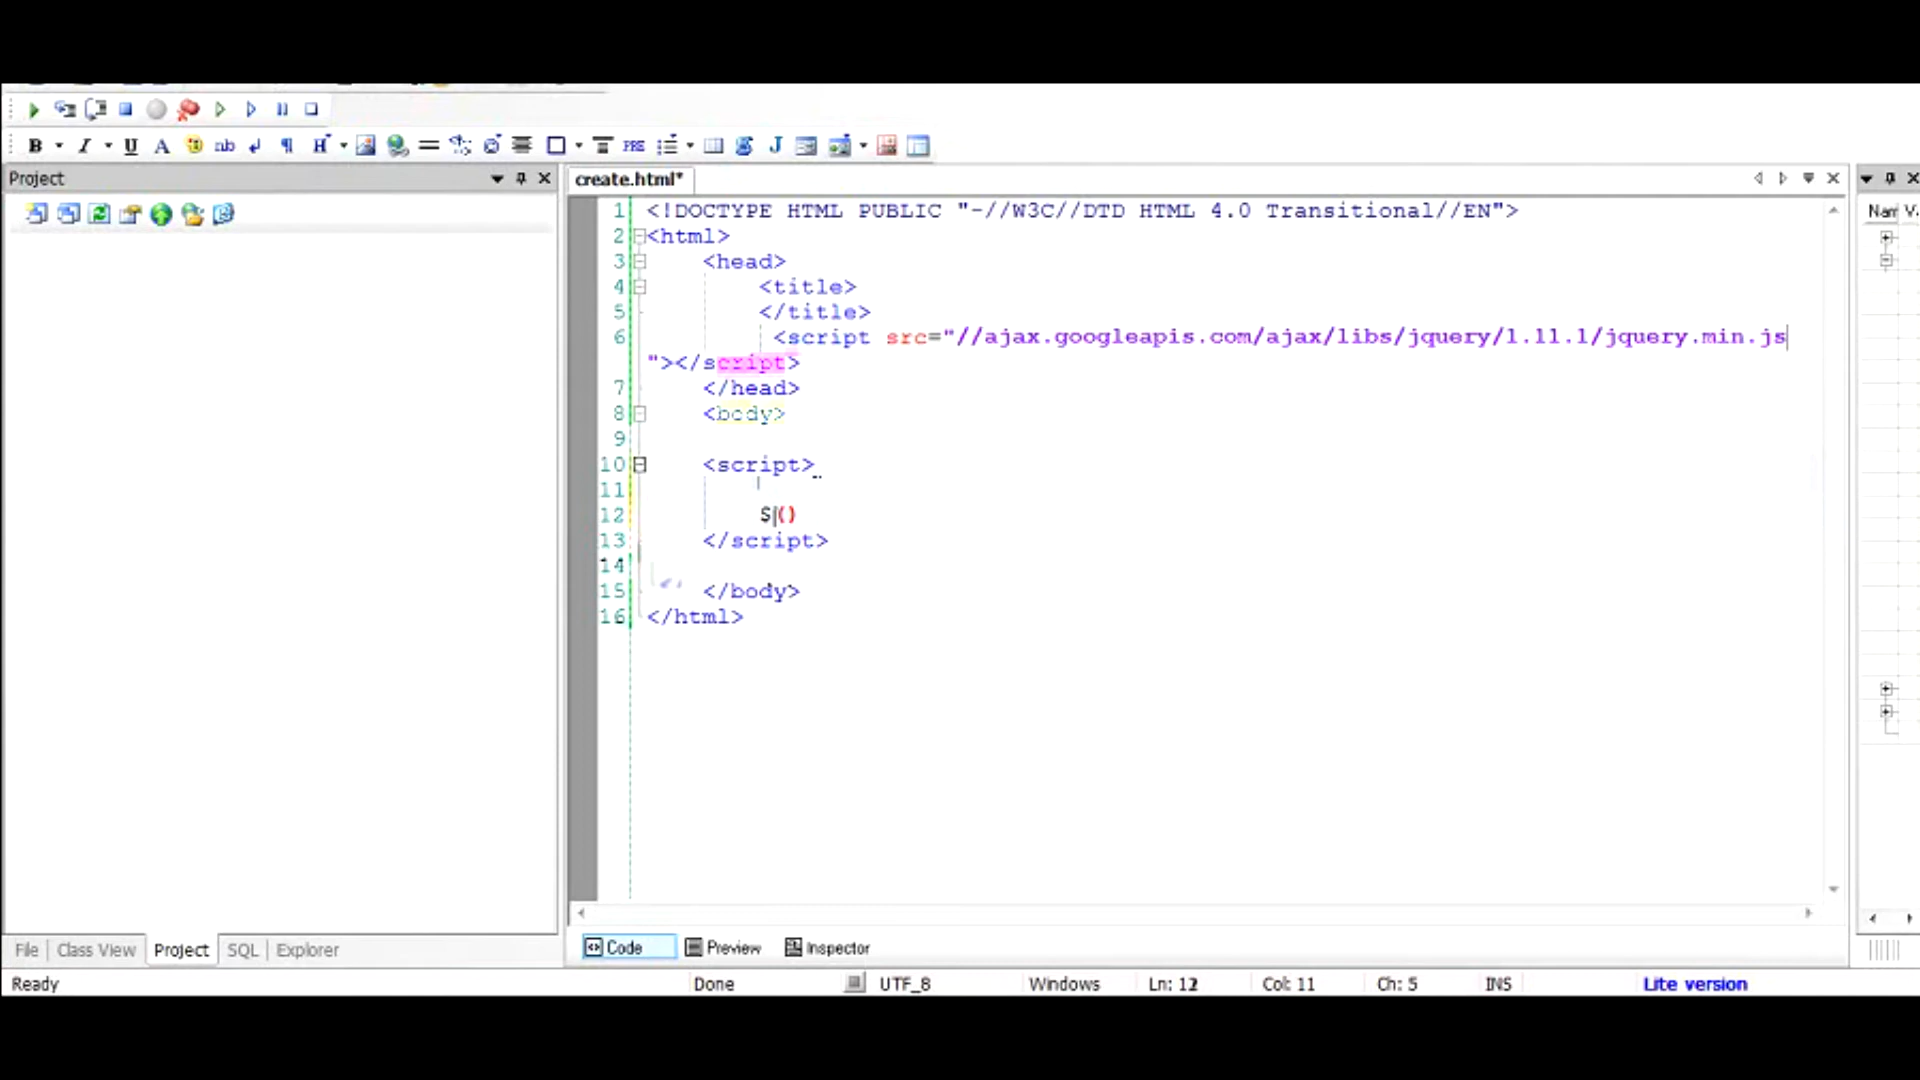 B I U A ab H PRE J
Project
create.html*
1 <!DOCTYPE HTML PUBLIC "-//W3C//DTD HTML 4.0 Transitional//EN">
2 <html>
3 <head>
4 <title>
5 </title>
6 <script src="//ajax.googleapis.com/ajax/libs/jquery/1.11.1/jquery.min.js
"></script>
7 </head>
8 <body>
9
10 <script>
11
12 $()
13 </script>
14
15 </body>
16 </html>
File Class View Project SQL Explorer
Code Preview Inspector
Ready Done UTF_8 Windows Ln: 12 Col: 11 Ch: 5 INS Lite version